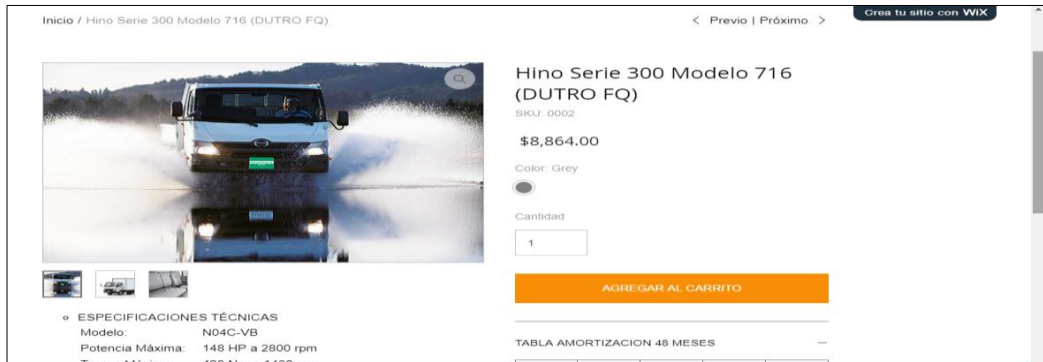 Crea tu sitio con WiX
Inicio / Hino Serie 300 Modelo 716 (DUTRO FQ)
< Previo | Próximo >
Hino Serie 300 Modelo 716
(DUTRO FQ)
SKU: 0002
$8,864.00
Color: Grey
Cantidad
1
AGREGAR AL CARRITO
ESPECIFICACIONES TÉCNICAS
Modelo: N04C-VB
Potencia Máxima: 148 HP a 2800 rpm
TABLA AMORTIZACION 48 MESES